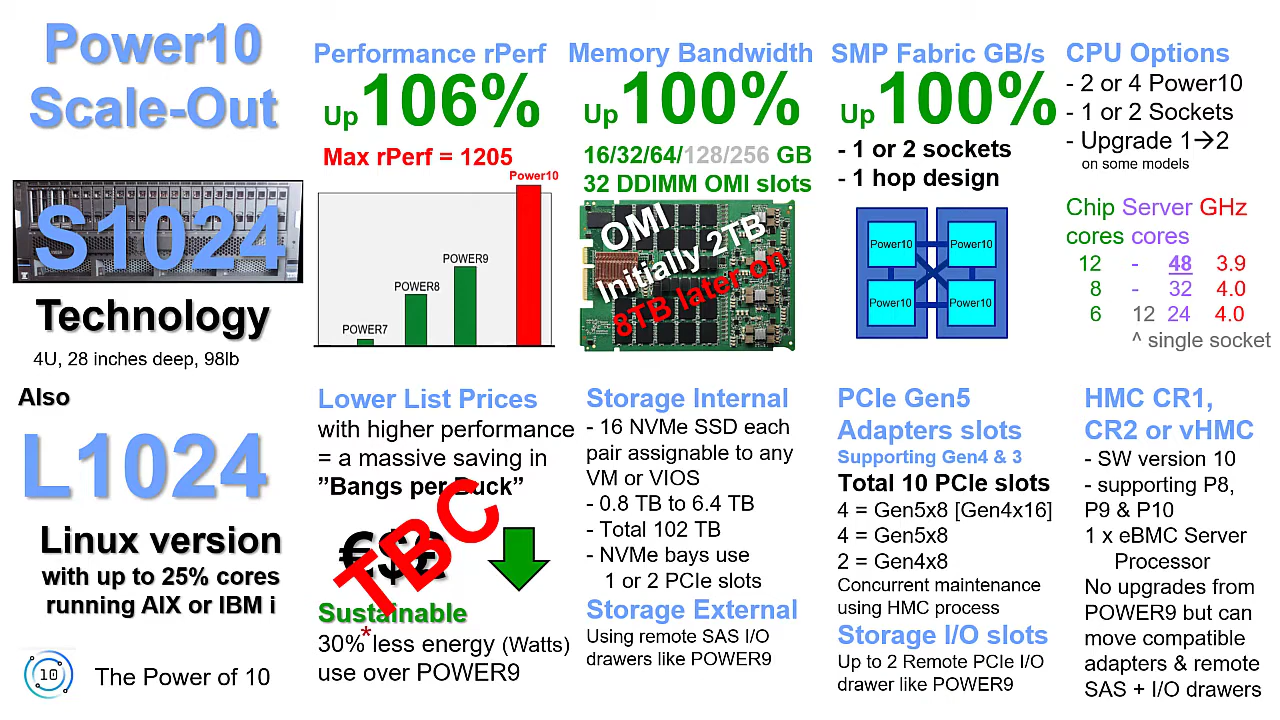 Power10
Scale-Out
S1024
Technology
4U, 28 inches deep, 98lb
Also
L1024
Linux version
with up to 25% cores
running AIX or IBM i
10
The Power of 10
Performance rPerf
Up 106%
Max rPerf = 1205
Power10
POWER9
POWER8
POWER7
Lower List Prices
with higher performance
= a massive saving in
”Bangs per Buck”
€$£
TBC
Sustainable
30%* less energy (Watts)
use over POWER9
Memory Bandwidth
Up 100%
16/32/64/128/256 GB
32 DDIMM OMI slots
OMI
Initially 2TB
8TB later on
Storage Internal
- 16 NVMe SSD each
pair assignable to any
VM or VIOS
- 0.8 TB to 6.4 TB
- Total 102 TB
- NVMe bays use
1 or 2 PCIe slots
Storage External
Using remote SAS I/O
drawers like POWER9
SMP Fabric GB/s
Up 100%
- 1 or 2 sockets
- 1 hop design
Power10 Power10
Power10 Power10
PCIe Gen5
Adapters slots
Supporting Gen4 & 3
Total 10 PCIe slots
4 = Gen5x8 [Gen4x16]
4 = Gen5x8
2 = Gen4x8
Concurrent maintenance
using HMC process
Storage I/O slots
Up to 2 Remote PCIe I/O
drawer like POWER9
CPU Options
- 2 or 4 Power10
- 1 or 2 Sockets
- Upgrade 1→2
on some models
Chip Server GHz
cores cores
12 - 48 3.9
8 - 32 4.0
6 12 24 4.0
^ single socket
HMC CR1,
CR2 or vHMC
- SW version 10
- supporting P8,
P9 & P10
1 x eBMC Server
Processor
No upgrades from
POWER9 but can
move compatible
adapters & remote
SAS + I/O drawers